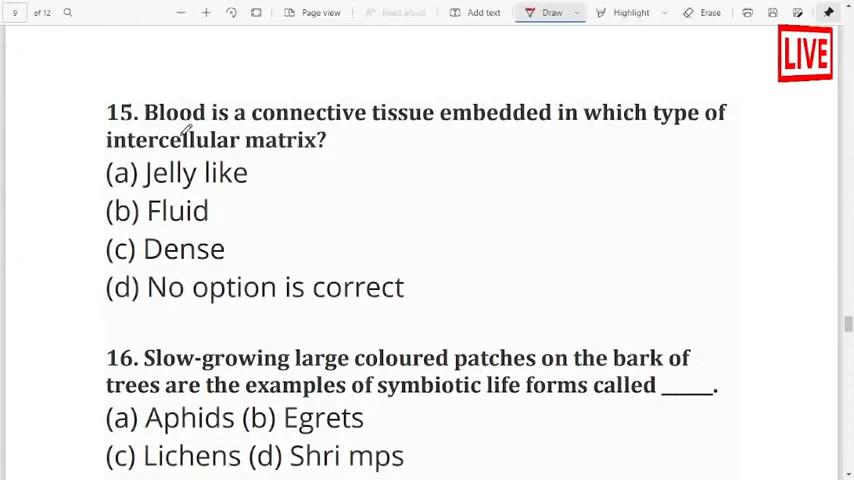 9 of 12 Page view Read aloud Add text Draw Highlight Erase
LIVE
15. Blood is a connective tissue embedded in which type of
intercellular matrix?
(a) Jelly like
(b) Fluid
(c) Dense
(d) No option is correct
16. Slow-growing large coloured patches on the bark of
trees are the examples of symbiotic life forms called _____.
(a) Aphids (b) Egrets
(c) Lichens (d) Shri mps